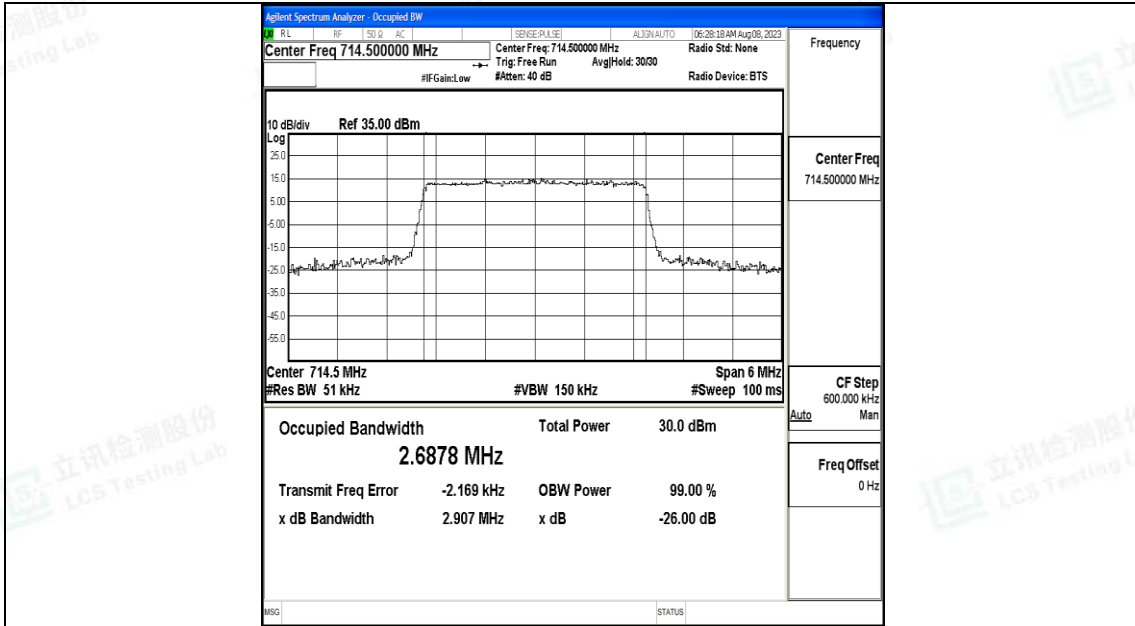 Agilent Spectrum Analyzer - Occupied BW
RL RF 50 Ω AC SENSE:PULSE ALIGN AUTO 06:28:18 AM Aug 08, 2023
Center Freq 714.500000 MHz
Center Freq: 714.500000 MHz
Radio Std: None
Trig: Free Run Avg|Hold: 30/30
#IFGain:Low
#Atten: 40 dB
Radio Device: BTS
Frequency
10 dB/div Ref 35.00 dBm
Log
25.0
15.0
5.00
-5.00
-15.0
-25.0
-35.0
-45.0
-55.0
Center 714.5 MHz Span 6 MHz
#Res BW 51 kHz #VBW 150 kHz #Sweep 100 ms
Center Freq
714.500000 MHz
CF Step
600.000 kHz
Auto Man
Freq Offset
0 Hz
Occupied Bandwidth Total Power 30.0 dBm
2.6878 MHz
Transmit Freq Error -2.169 kHz OBW Power 99.00 %
x dB Bandwidth 2.907 MHz x dB -26.00 dB
MSG STATUS
检测股份
sting Lab
立讯检测股份
LCS Testing Lab
立讯检测股份
LCS Testing L
立